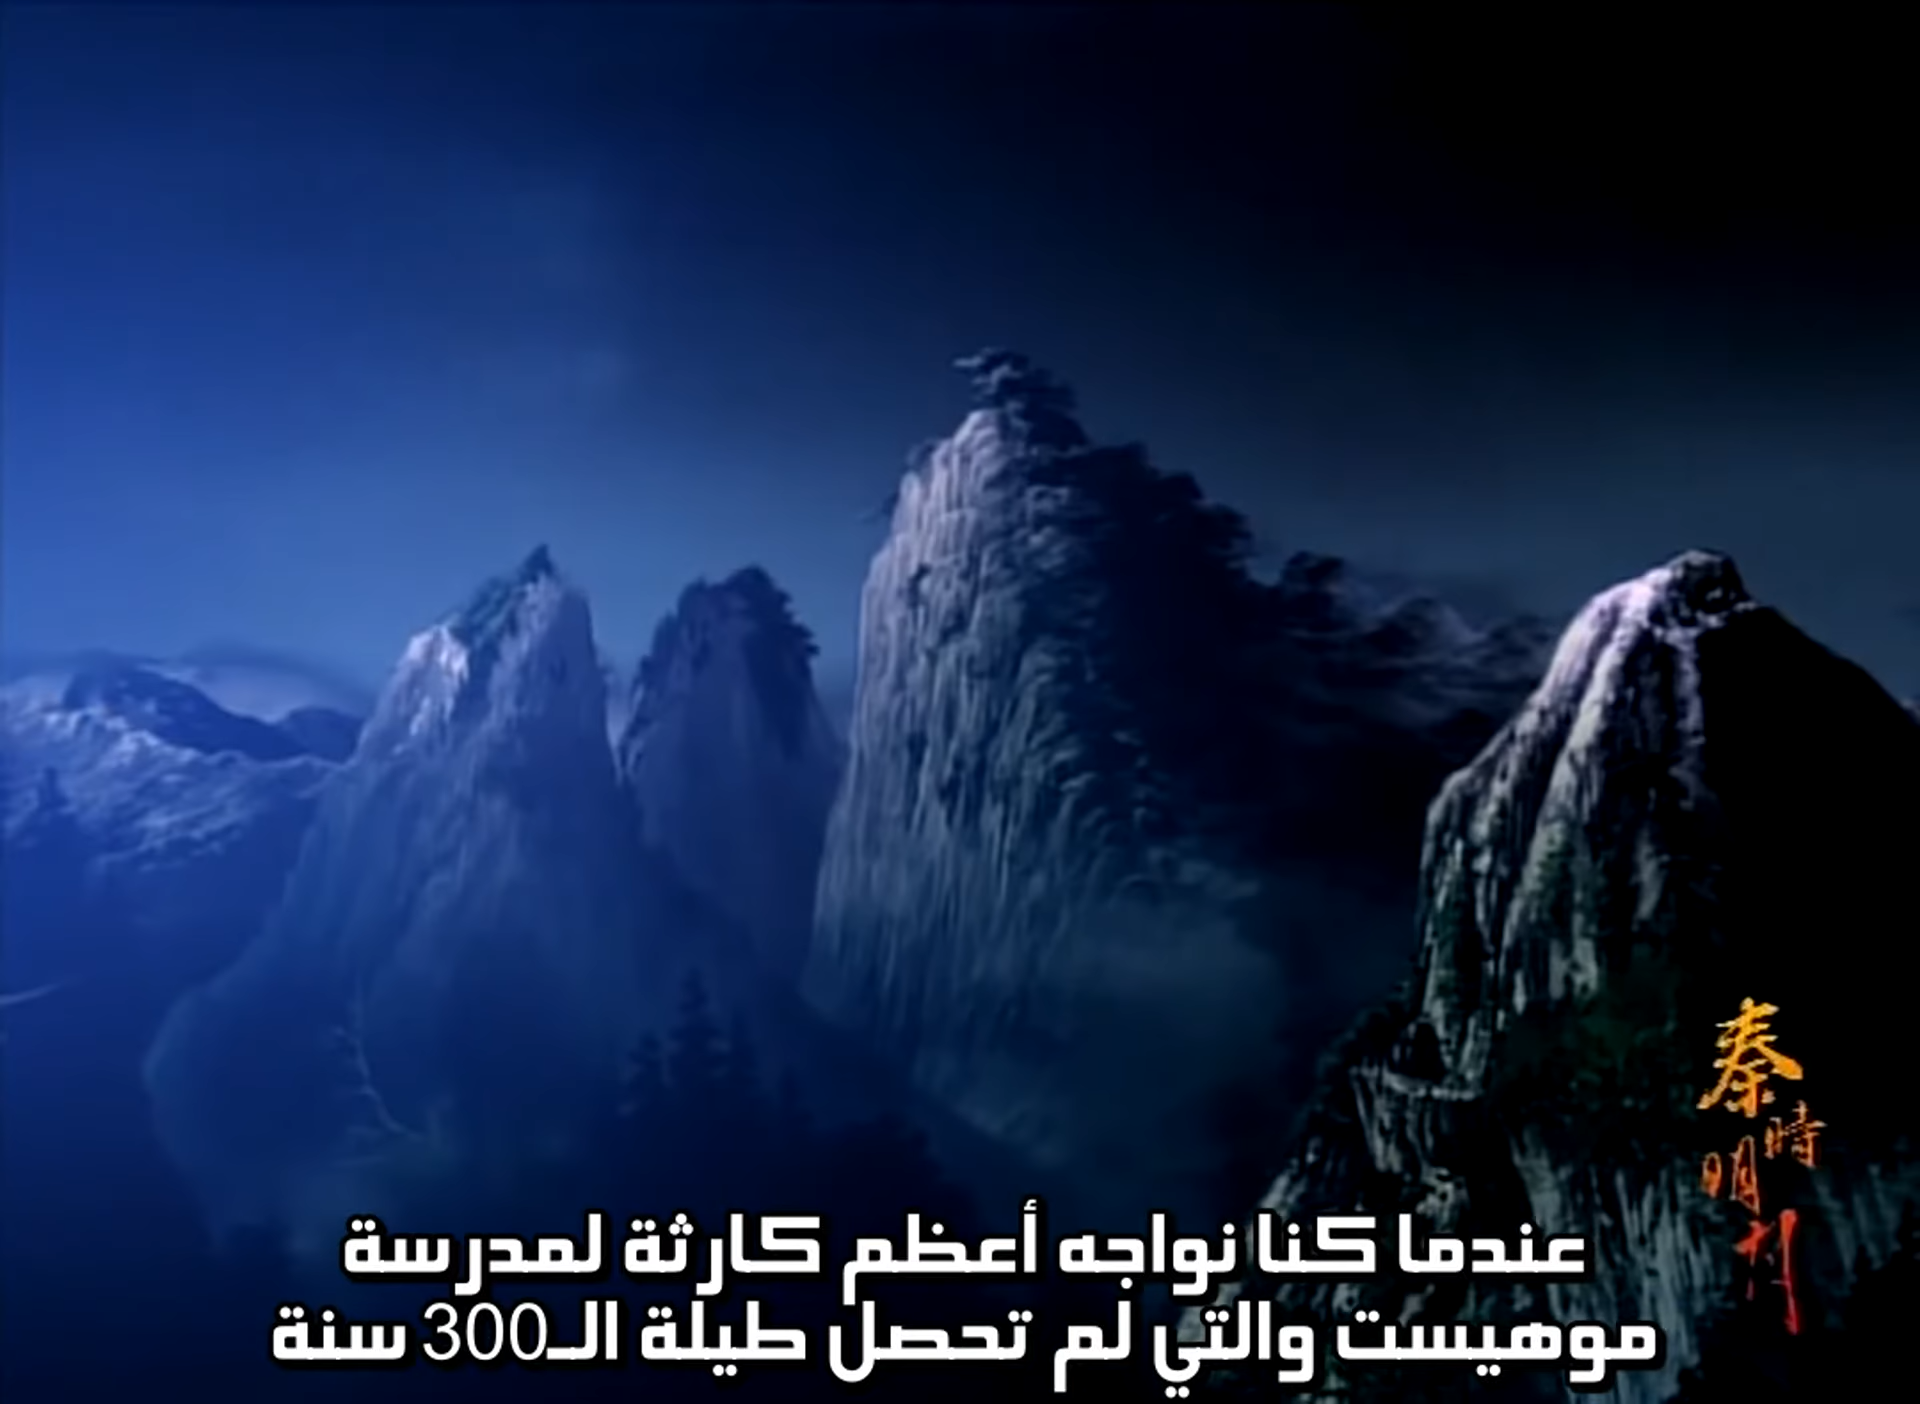 秦
時
明
月
عندما كنا نواجه أعظم كارثة لمدرسة
موهيست والتي لم تحصل طيلة الـ300 سنة